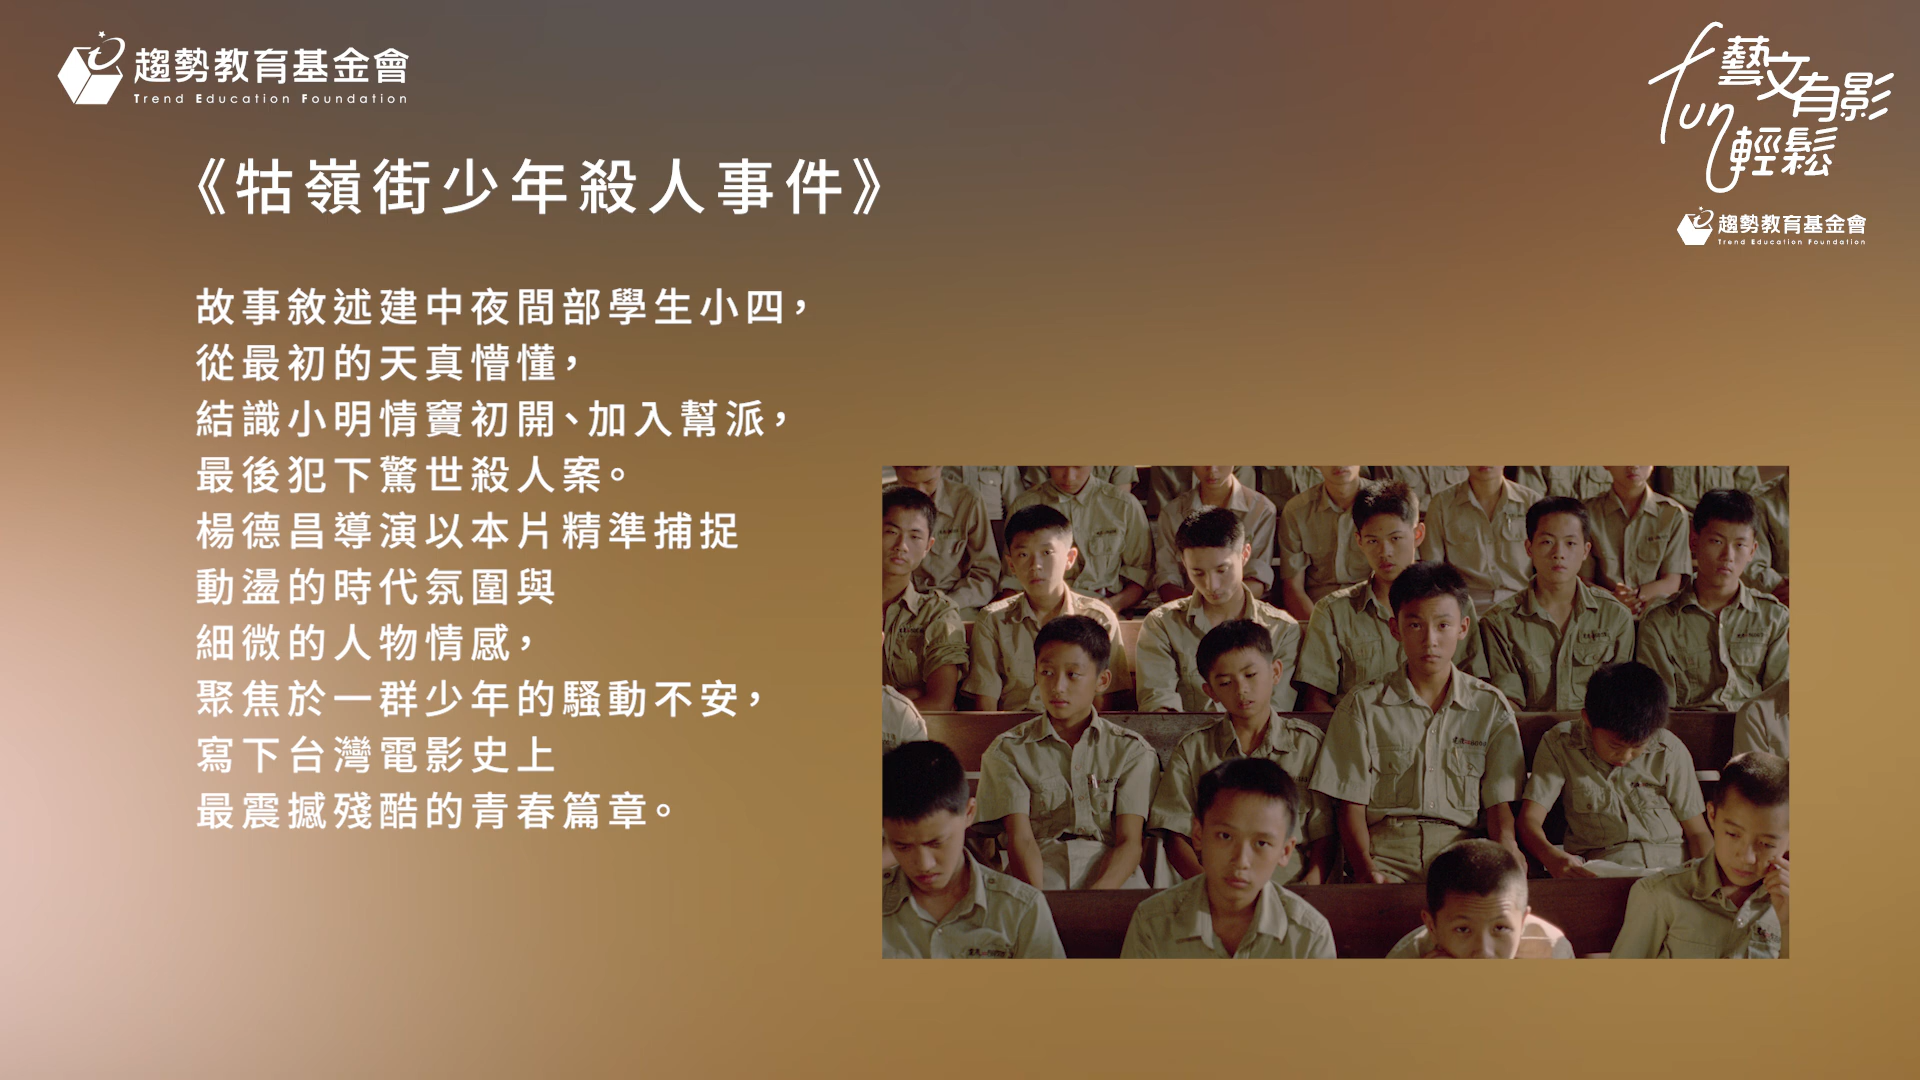 趨勢教育基金會
Trend Education Foundation
fun
藝文有影
輕鬆
趨勢教育基金會
Trend Education Foundation
《牯嶺街少年殺人事件》
故事敘述建中夜間部學生小四，
從最初的天真懵懂，
結識小明情竇初開、加入幫派，
最後犯下驚世殺人案。
楊德昌導演以本片精準捕捉
動盪的時代氛圍與
細微的人物情感，
聚焦於一群少年的騷動不安，
寫下台灣電影史上
最震撼殘酷的青春篇章。